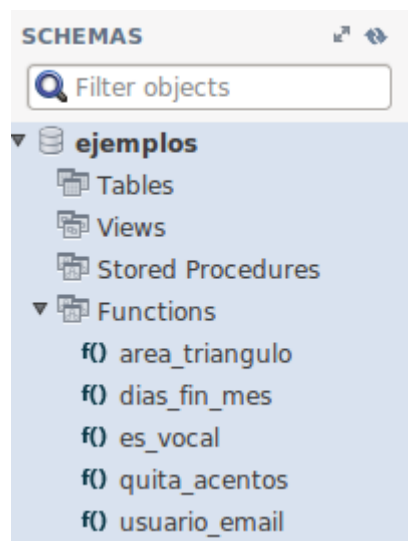 SCHEMAS
Filter objects
ejemplos
Tables
Views
Stored Procedures
Functions
f() area_triangulo
f() dias_fin_mes
f() es_vocal
f() quita_acentos
f() usuario_email